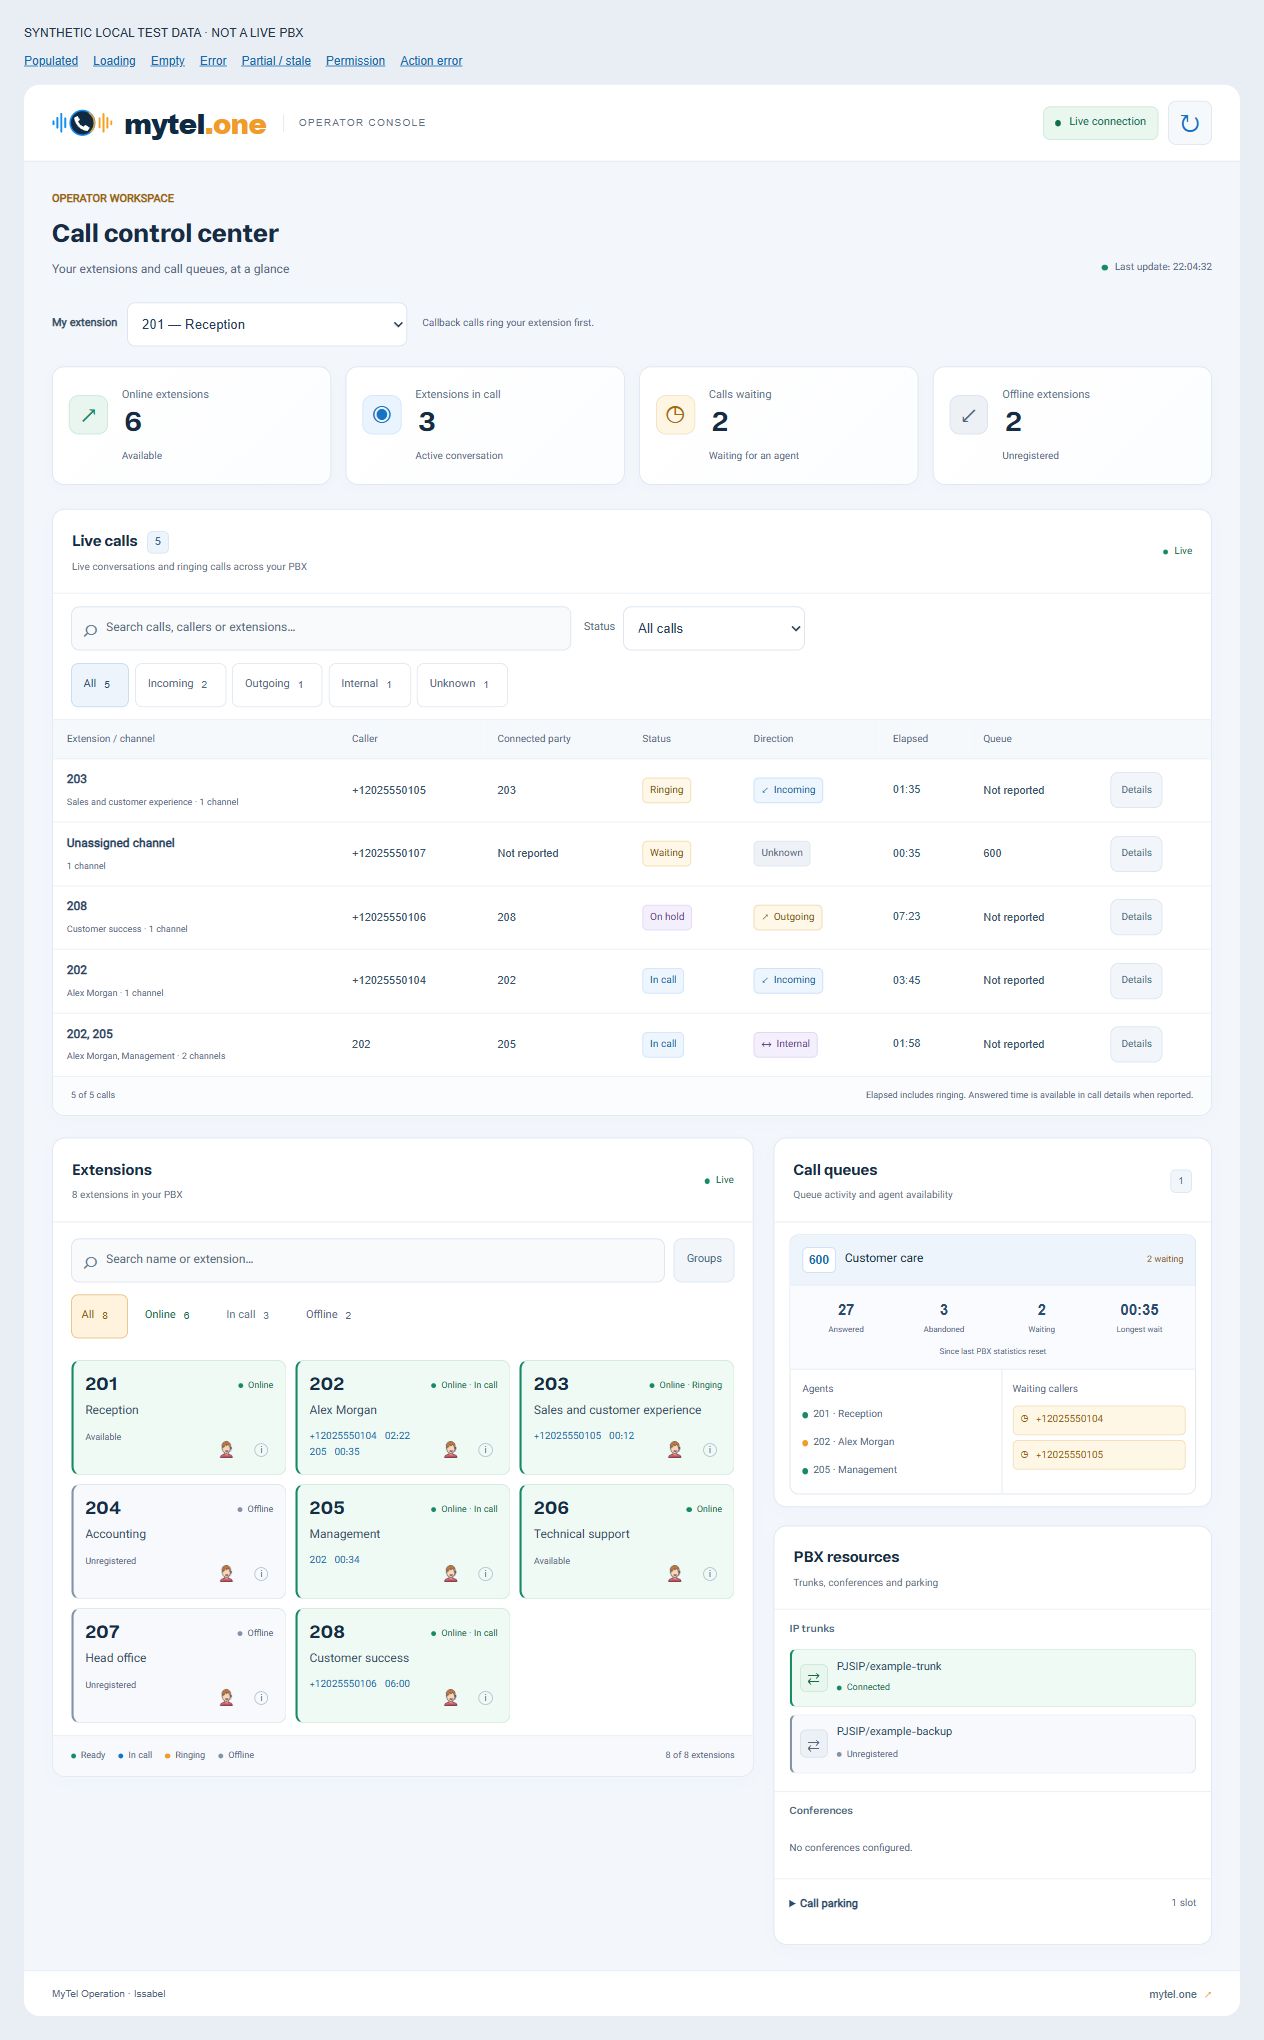 SYNTHETIC LOCAL TEST DATA · NOT A LIVE PBX
Populated Loading Empty Error Partial / stale Permission Action error
mytel.one OPERATOR CONSOLE Live connection
OPERATOR WORKSPACE
Call control center
Your extensions and call queues, at a glance
Last update: 22:04:32
My extension 201 — Reception Callback calls ring your extension first.
Online extensions
6
Available
Extensions in call
3
Active conversation
Calls waiting
2
Waiting for an agent
Offline extensions
2
Unregistered
Live calls 5
Live conversations and ringing calls across your PBX
Live
Search calls, callers or extensions... Status All calls
All 5 Incoming 2 Outgoing 1 Internal 1 Unknown 1
Extension / channel Caller Connected party Status Direction Elapsed Queue
203
Sales and customer experience · 1 channel
+12025550105 203 Ringing ↙ Incoming 01:35 Not reported Details
Unassigned channel
1 channel
+12025550107 Not reported Waiting Unknown 00:35 600 Details
208
Customer success · 1 channel
+12025550106 208 On hold ↗ Outgoing 07:23 Not reported Details
202
Alex Morgan · 1 channel
+12025550104 202 In call ↙ Incoming 03:45 Not reported Details
202, 205
Alex Morgan, Management · 2 channels
202 205 In call ↔ Internal 01:58 Not reported Details
5 of 5 calls Elapsed includes ringing. Answered time is available in call details when reported.
Extensions
8 extensions in your PBX
Live
Search name or extension... Groups
All 8 Online 6 In call 3 Offline 2
201 Online
Reception
Available
202 Online · In call
Alex Morgan
+12025550104 02:22
205 00:35
203 Online · Ringing
Sales and customer experience
+12025550105 00:12
204 Offline
Accounting
Unregistered
205 Online · In call
Management
202 00:34
206 Online
Technical support
Available
207 Offline
Head office
Unregistered
208 Online · In call
Customer success
+12025550106 06:00
Ready In call Ringing Offline 8 of 8 extensions
Call queues
Queue activity and agent availability
1
600 Customer care 2 waiting
27 3 2 00:35
Answered Abandoned Waiting Longest wait
Since last PBX statistics reset
Agents
201 · Reception
202 · Alex Morgan
205 · Management
Waiting callers
+12025550104
+12025550105
PBX resources
Trunks, conferences and parking
IP trunks
PJSIP/example-trunk
Connected
PJSIP/example-backup
Unregistered
Conferences
No conferences configured.
Call parking 1 slot
MyTel Operation · Issabel mytel.one ↗